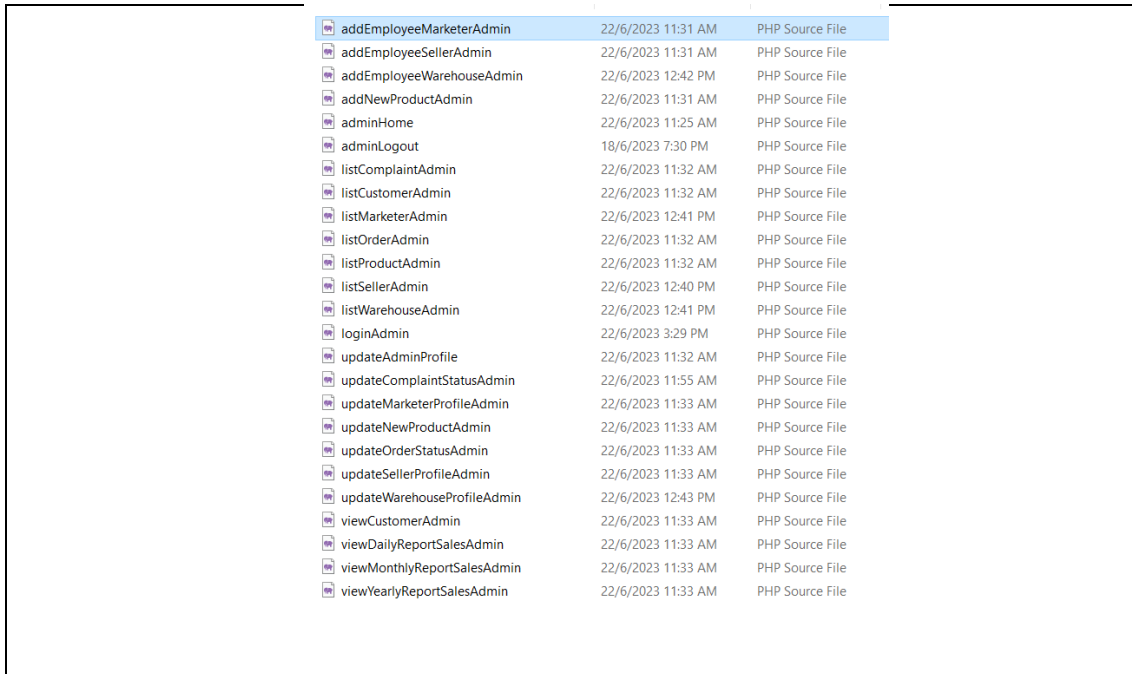 addEmployeeMarketerAdmin 22/6/2023 11:31 AM PHP Source File
addEmployeeSellerAdmin 22/6/2023 11:31 AM PHP Source File
addEmployeeWarehouseAdmin 22/6/2023 12:42 PM PHP Source File
addNewProductAdmin 22/6/2023 11:31 AM PHP Source File
adminHome 22/6/2023 11:25 AM PHP Source File
adminLogout 18/6/2023 7:30 PM PHP Source File
listComplaintAdmin 22/6/2023 11:32 AM PHP Source File
listCustomerAdmin 22/6/2023 11:32 AM PHP Source File
listMarketerAdmin 22/6/2023 12:41 PM PHP Source File
listOrderAdmin 22/6/2023 11:32 AM PHP Source File
listProductAdmin 22/6/2023 11:32 AM PHP Source File
listSellerAdmin 22/6/2023 12:40 PM PHP Source File
listWarehouseAdmin 22/6/2023 12:41 PM PHP Source File
loginAdmin 22/6/2023 3:29 PM PHP Source File
updateAdminProfile 22/6/2023 11:32 AM PHP Source File
updateComplaintStatusAdmin 22/6/2023 11:55 AM PHP Source File
updateMarketerProfileAdmin 22/6/2023 11:33 AM PHP Source File
updateNewProductAdmin 22/6/2023 11:33 AM PHP Source File
updateOrderStatusAdmin 22/6/2023 11:33 AM PHP Source File
updateSellerProfileAdmin 22/6/2023 11:33 AM PHP Source File
updateWarehouseProfileAdmin 22/6/2023 12:43 PM PHP Source File
viewCustomerAdmin 22/6/2023 11:33 AM PHP Source File
viewDailyReportSalesAdmin 22/6/2023 11:33 AM PHP Source File
viewMonthlyReportSalesAdmin 22/6/2023 11:33 AM PHP Source File
viewYearlyReportSalesAdmin 22/6/2023 11:33 AM PHP Source File